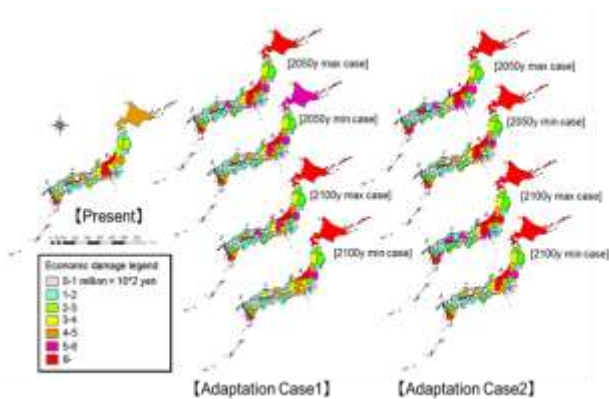 [2050y max case]
[2050y min case]
[2100y max case]
[2100y min case]
[2050y max case]
[2050y min case]
[2100y max case]
[2100y min case]
【Present】
Economic damage legend
0-1 million × 10^2 yen
1-2
2-3
3-4
4-5
5-6
6-
【Adaptation Case1】
【Adaptation Case2】